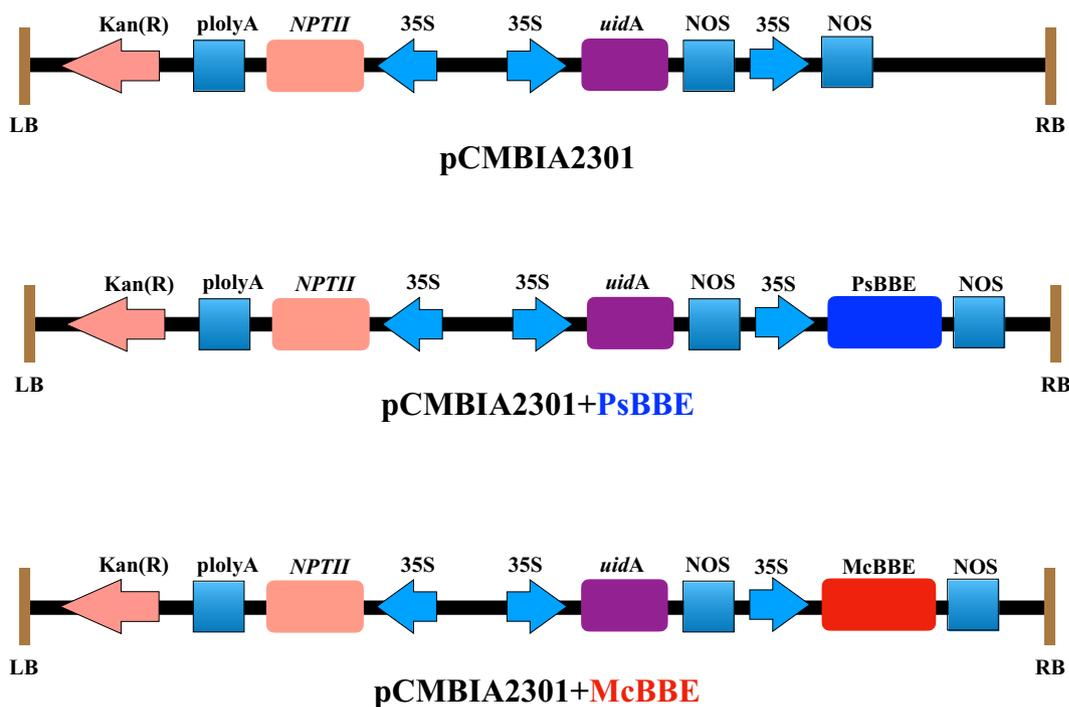 Kan(R) plolyA NPTII 35S 35S uidA NOS 35S NOS
LB RB
pCMBIA2301
Kan(R) plolyA NPTII 35S 35S uidA NOS 35S PsBBE NOS
LB RB
pCMBIA2301+PsBBE
Kan(R) plolyA NPTII 35S 35S uidA NOS 35S McBBE NOS
LB RB
pCMBIA2301+McBBE